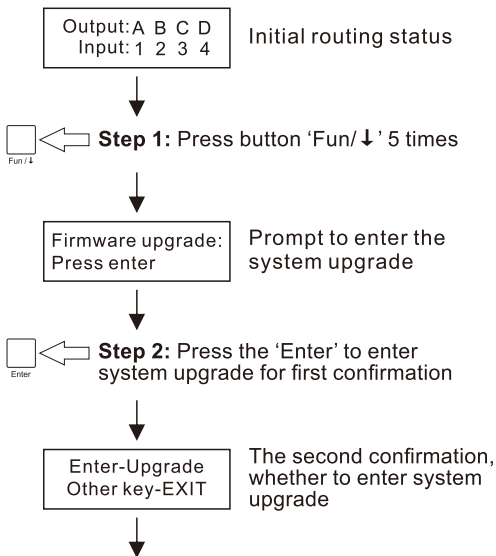 Output: A B C D
Input: 1 2 3 4
Initial routing status
Step 1: Press button ‘Fun/↓’ 5 times
Fun/↓
Firmware upgrade:
Press enter
Prompt to enter the
system upgrade
Step 2: Press the ‘Enter’ to enter
system upgrade for first confirmation
Enter
Enter-Upgrade
Other key-EXIT
The second confirmation,
whether to enter system
upgrade